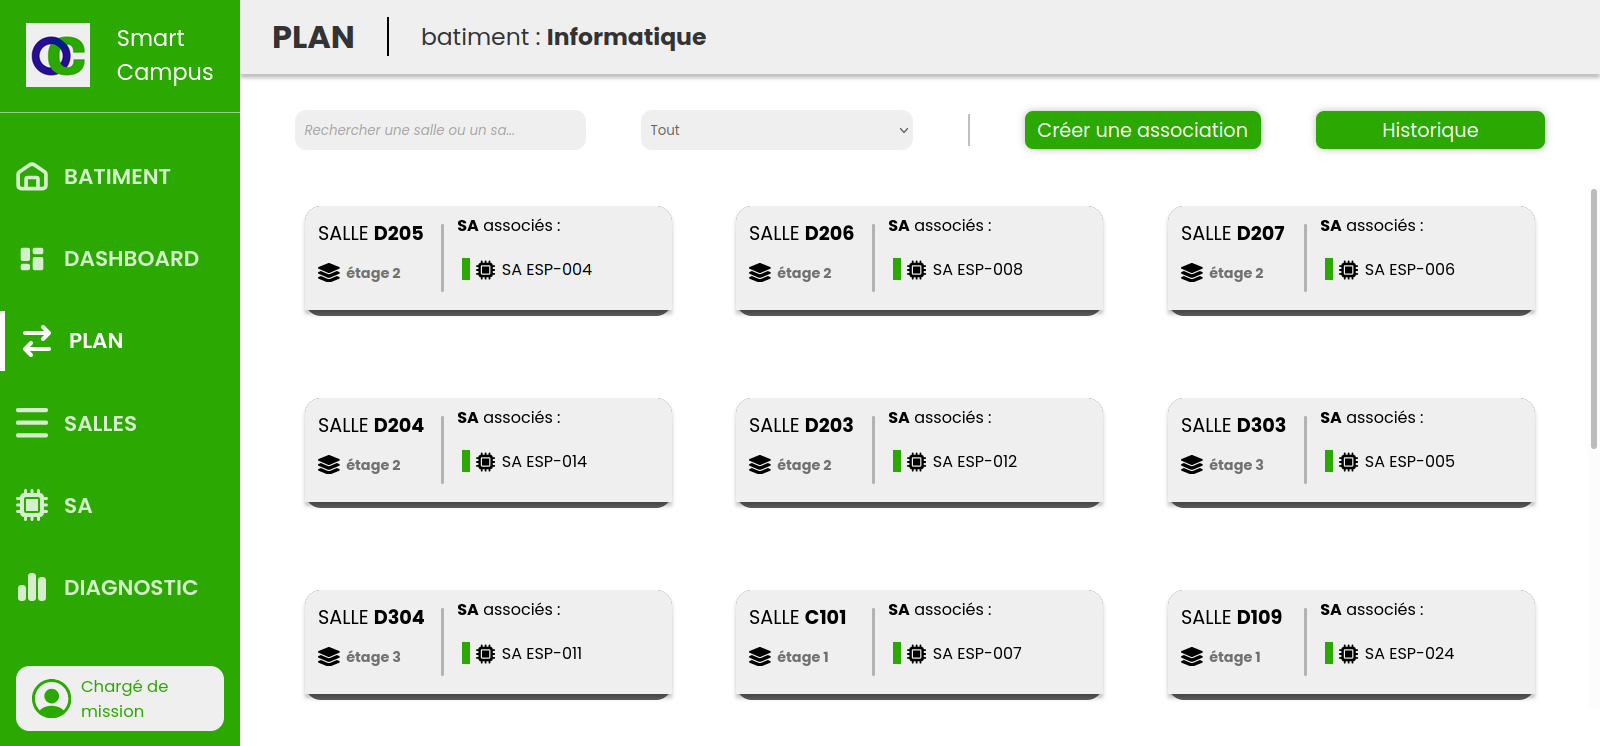 Smart
Campus
BATIMENT
DASHBOARD
PLAN
SALLES
SA
DIAGNOSTIC
Chargé de
mission
PLAN
batiment : Informatique
Rechercher une salle ou un sa...
Tout
Créer une association
Historique
SALLE D205
étage 2
SA associés :
SA ESP-004
SALLE D206
étage 2
SA associés :
SA ESP-008
SALLE D207
étage 2
SA associés :
SA ESP-006
SALLE D204
étage 2
SA associés :
SA ESP-014
SALLE D203
étage 2
SA associés :
SA ESP-012
SALLE D303
étage 3
SA associés :
SA ESP-005
SALLE D304
étage 3
SA associés :
SA ESP-011
SALLE C101
étage 1
SA associés :
SA ESP-007
SALLE D109
étage 1
SA associés :
SA ESP-024